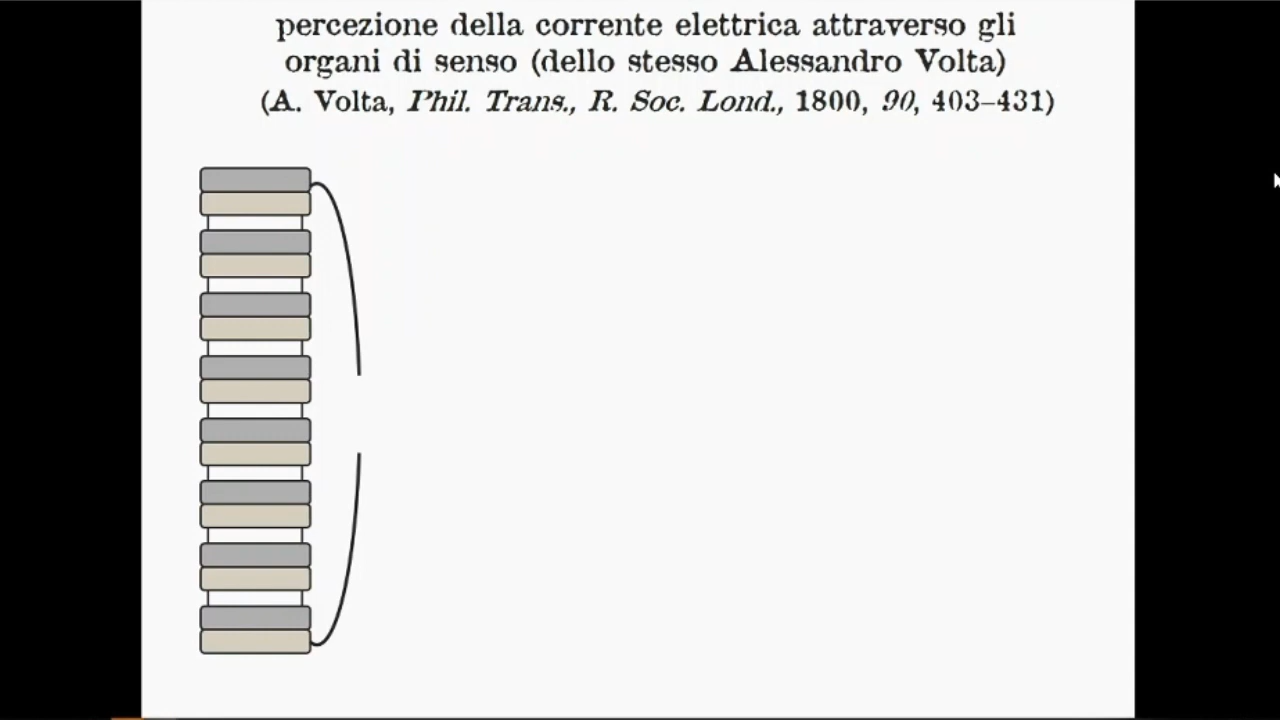 percezione della corrente elettrica attraverso gli
organi di senso (dello stesso Alessandro Volta)
(A. Volta, Phil. Trans., R. Soc. Lond., 1800, 90, 403–431)